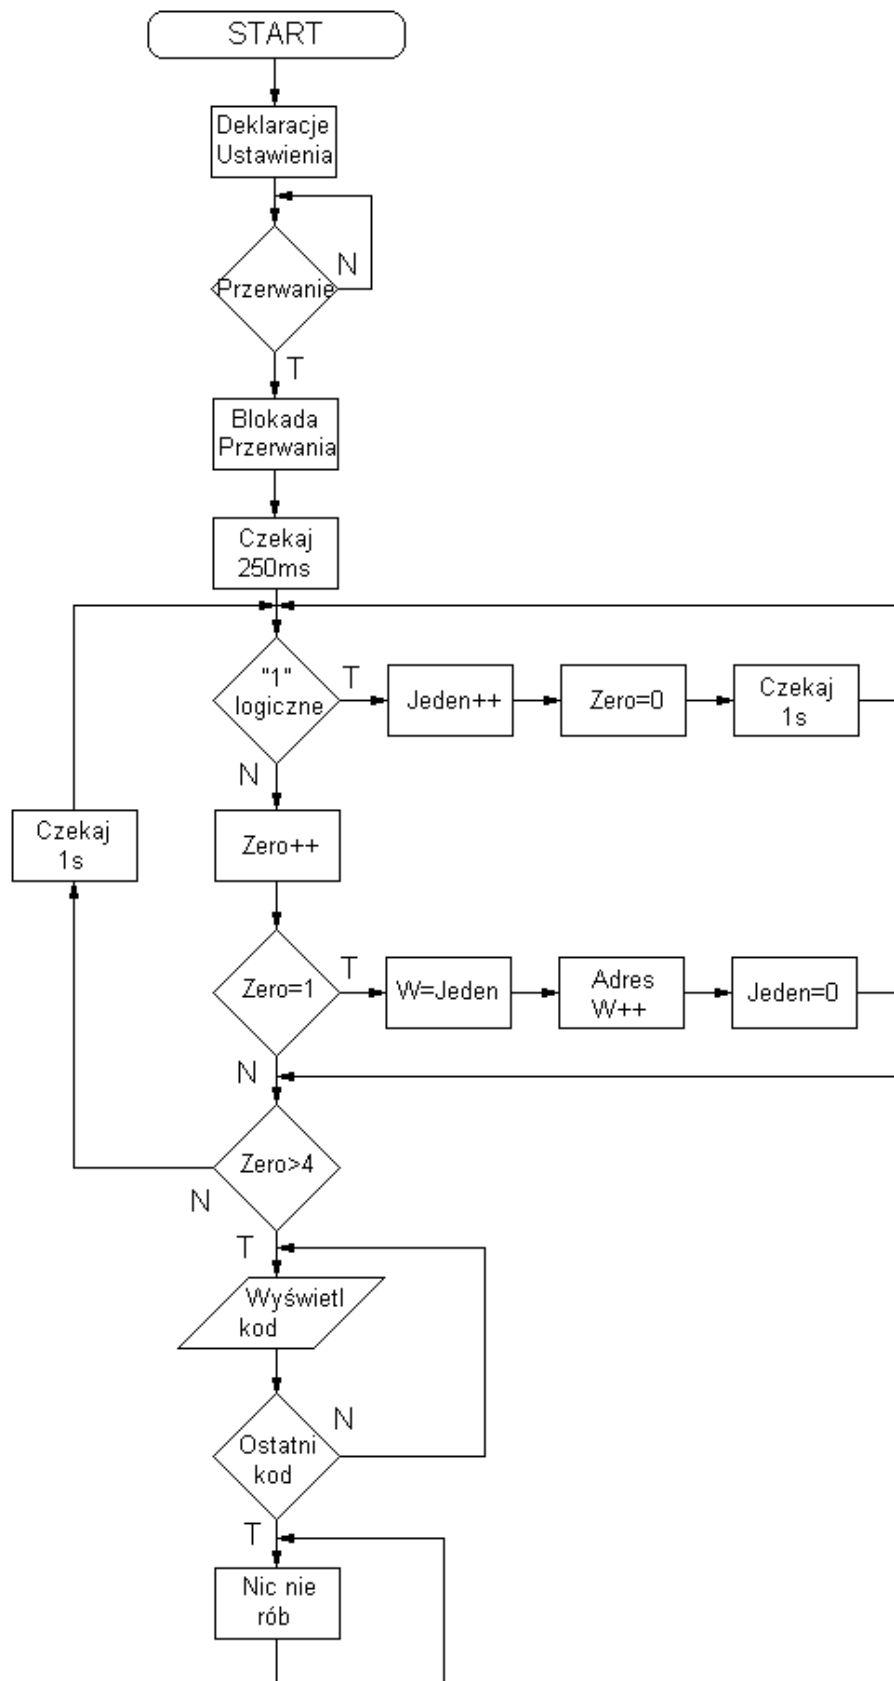 START
Deklaracje
Ustawienia
N
Przerwanie
T
Blokada
Przerwania
Czekaj
250ms
"1"
logiczne
T
Jeden++
Zero=0
Czekaj
1s
N
Czekaj
1s
Zero++
Zero=1
T
W=Jeden
Adres
W++
Jeden=0
N
Zero>4
N
T
Wyświetl
kod
N
Ostatni
kod
T
Nic nie
rób